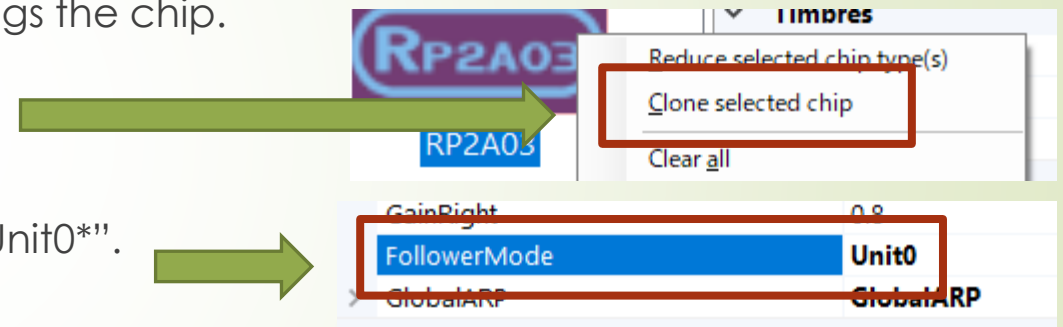 gs the chip.
Timbres
RP2A03
Reduce selected chip type(s)
Clone selected chip
RP2A03
Clear all
GainRight 0.8
Unit0*”.
FollowerMode Unit0
GlobalARP GlobalARP